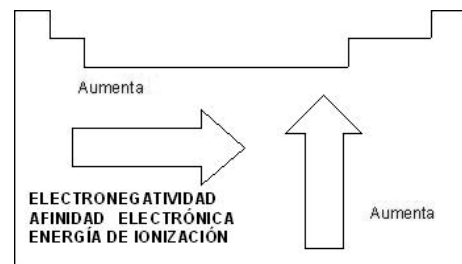 Aumenta
ELECTRONEGATIVIDAD
AFINIDAD ELECTRÓNICA
ENERGÍA DE IONIZACIÓN
Aumenta